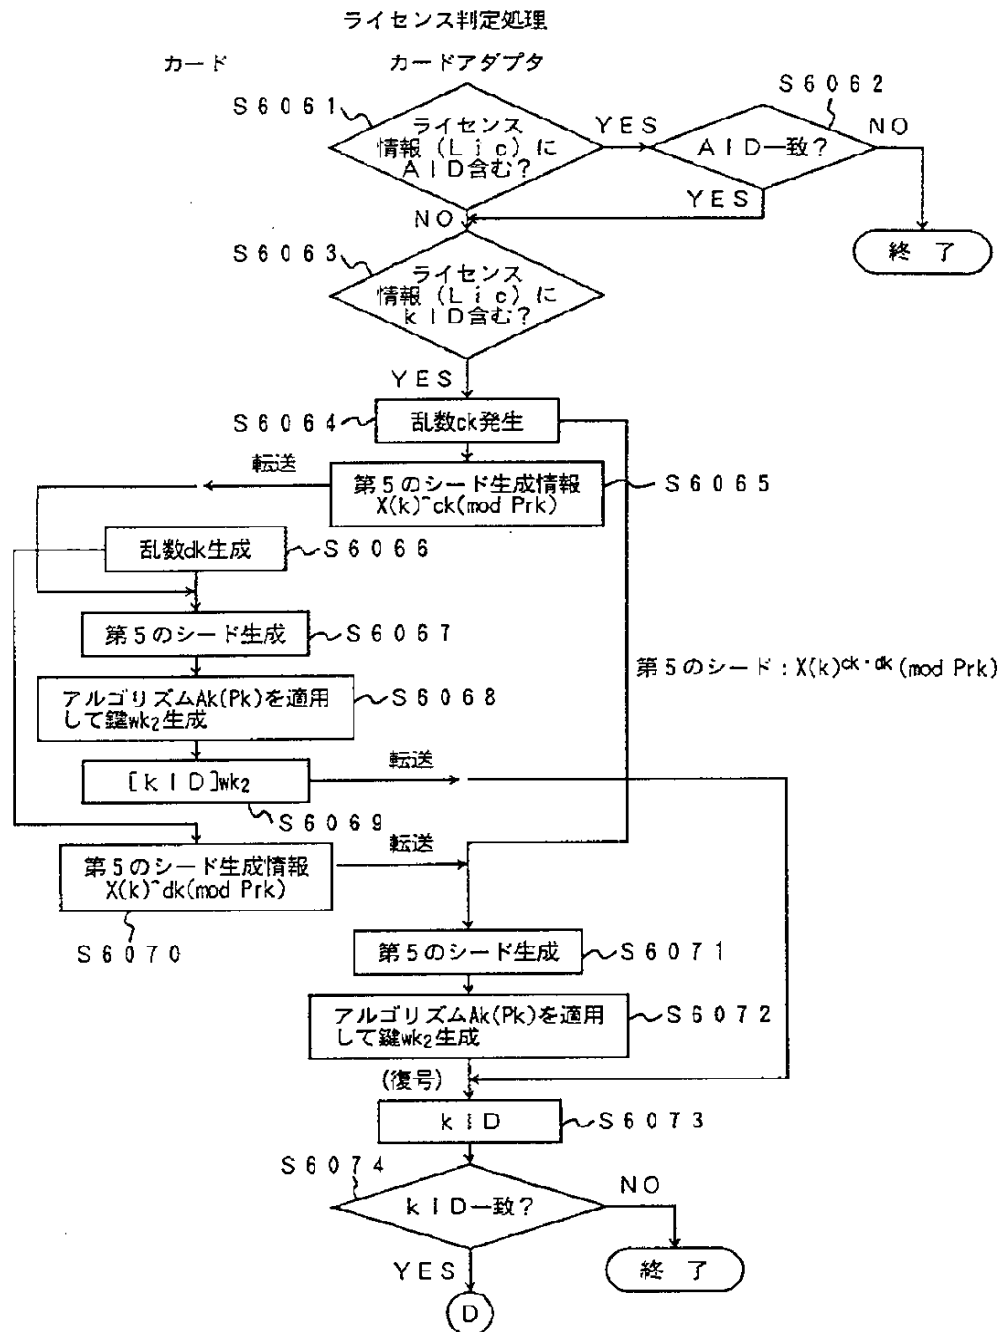 ライセンス判定処理
カード
カードアダプタ
S6061
ライセンス
情報(Lic)に
AID含む?
YES
S6062
AID一致?
NO
YES
終 了
NO
S6063
ライセンス
情報(Lic)に
kID含む?
YES
S6064
乱数ck発生
転送
第5のシード生成情報
X(k)^ck(mod Prk)
S6065
乱数dk生成
S6066
第5のシード生成
S6067
第5のシード:X(k)ck・dk(mod Prk)
アルゴリズムAk(Pk)を適用
して鍵wk2生成
S6068
[kID]wk2
転送
S6069
転送
第5のシード生成情報
X(k)^dk(mod Prk)
S6070
第5のシード生成
S6071
アルゴリズムAk(Pk)を適用
して鍵wk2生成
S6072
(復号)
kID
S6073
S6074
kID一致?
NO
YES
終 了
D